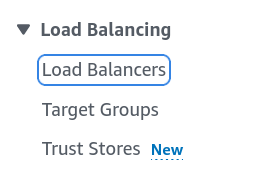 Load Balancing
Load Balancers
Target Groups
Trust Stores New